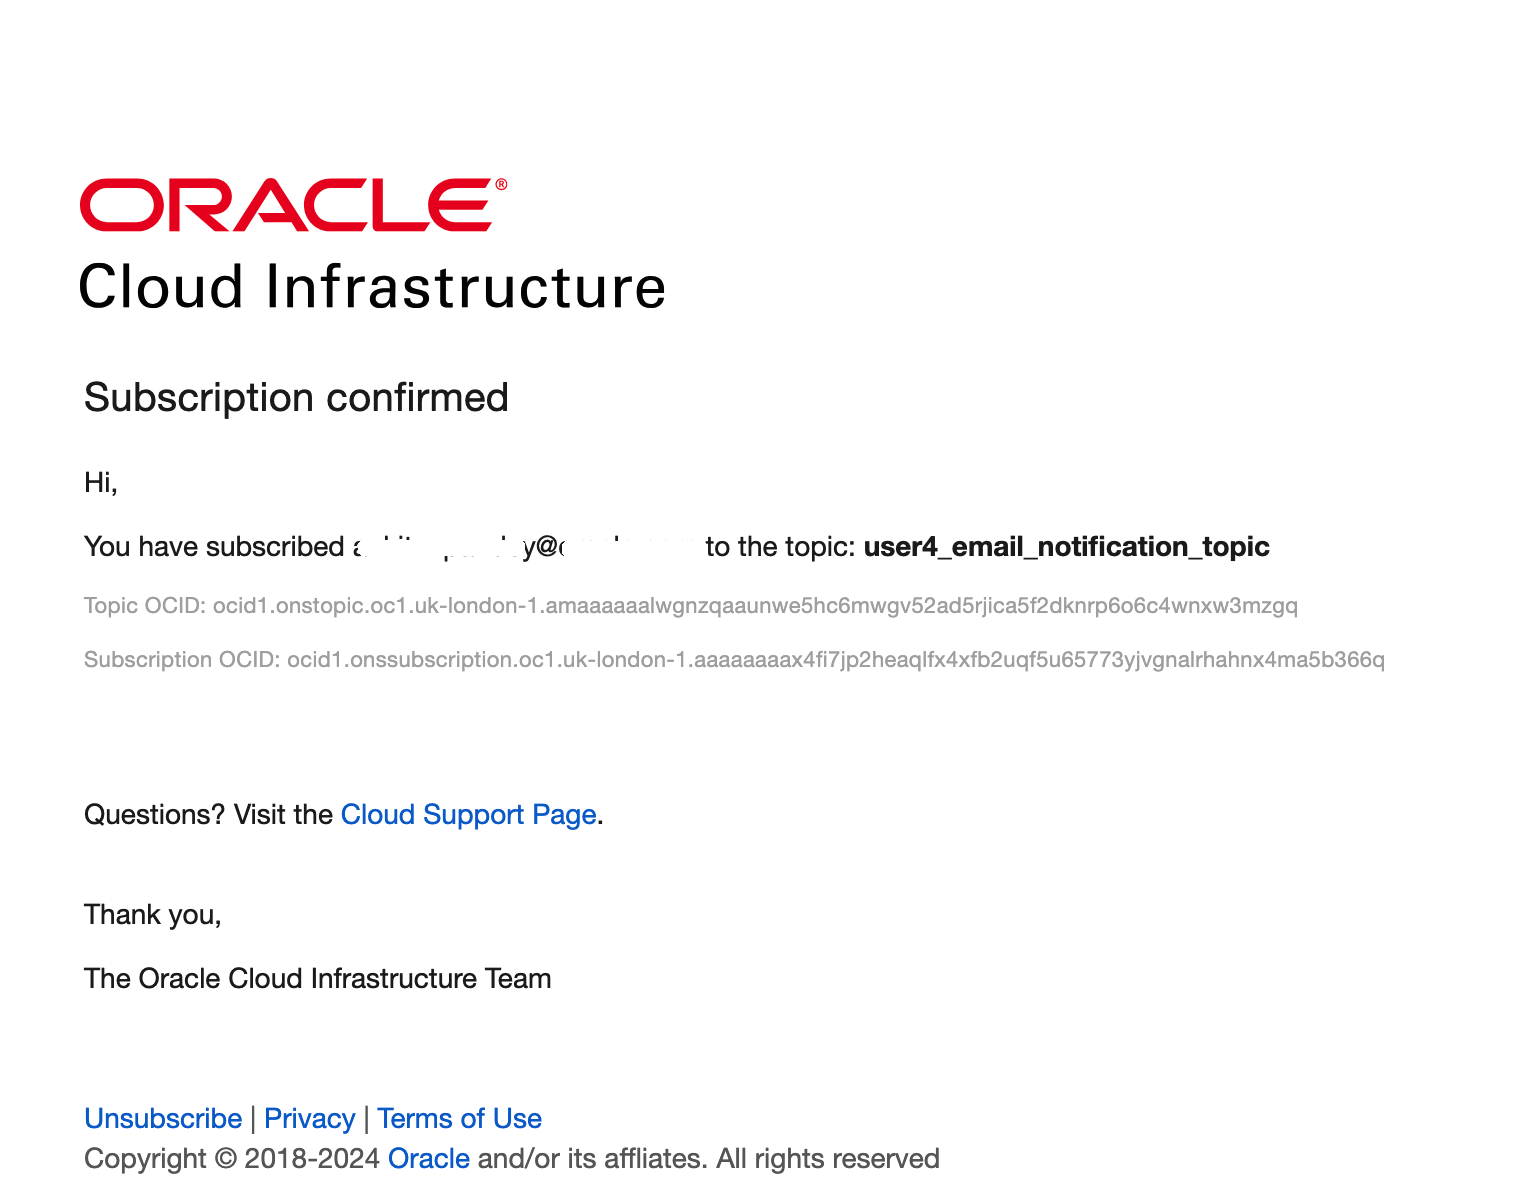 ORACLE®
Cloud Infrastructure
Subscription confirmed
Hi,
You have subscribed to the topic: user4_email_notification_topic
Topic OCID: ocid1.onstopic.oc1.uk-london-1.amaaaaaalwgnzqaaunwe5hc6mwgv52ad5rjica5f2dknrp6o6c4wnxw3mzgq
Subscription OCID: ocid1.onssubscription.oc1.uk-london-1.aaaaaaaax4fi7jp2heaqlfx4xfb2uqf5u65773yjvgnalrhahnx4ma5b366q
Questions? Visit the Cloud Support Page.
Thank you,
The Oracle Cloud Infrastructure Team
Unsubscribe | Privacy | Terms of Use
Copyright © 2018-2024 Oracle and/or its affliates. All rights reserved